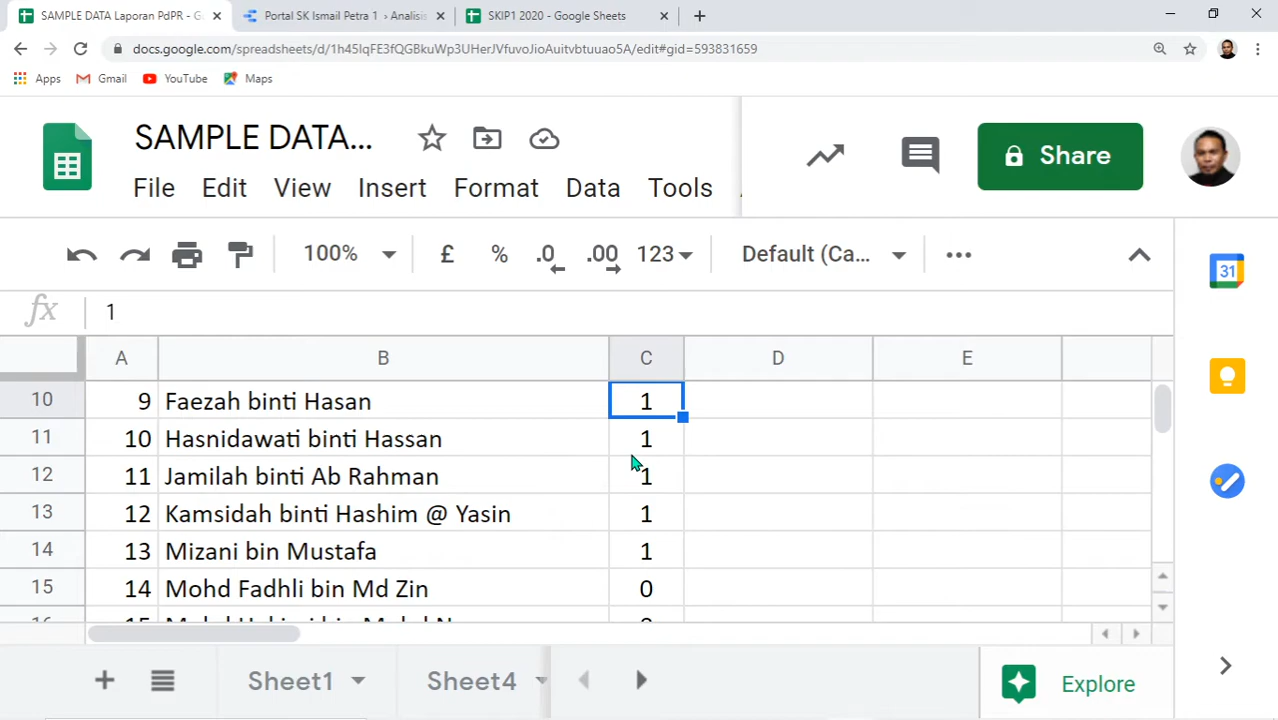 SAMPLE DATA Laporan PdPR - G
Portal SK Ismail Petra 1 › Analisis
SKIP1 2020 - Google Sheets
docs.google.com/spreadsheets/d/1h45IqFE3fQGBkuWp3UHerJVfuvoJioAuitvbtuuao5A/edit#gid=593831659
Apps Gmail YouTube Maps
SAMPLE DATA...
Share
File Edit View Insert Format Data Tools
100% £ % .0 .00 123 Default (Ca... •••
fx 1
A B C D E
10 9 Faezah binti Hasan 1
11 10 Hasnidawati binti Hassan 1
12 11 Jamilah binti Ab Rahman 1
13 12 Kamsidah binti Hashim @ Yasin 1
14 13 Mizani bin Mustafa 1
15 14 Mohd Fadhli bin Md Zin 0
31
Sheet1 Sheet4
Explore